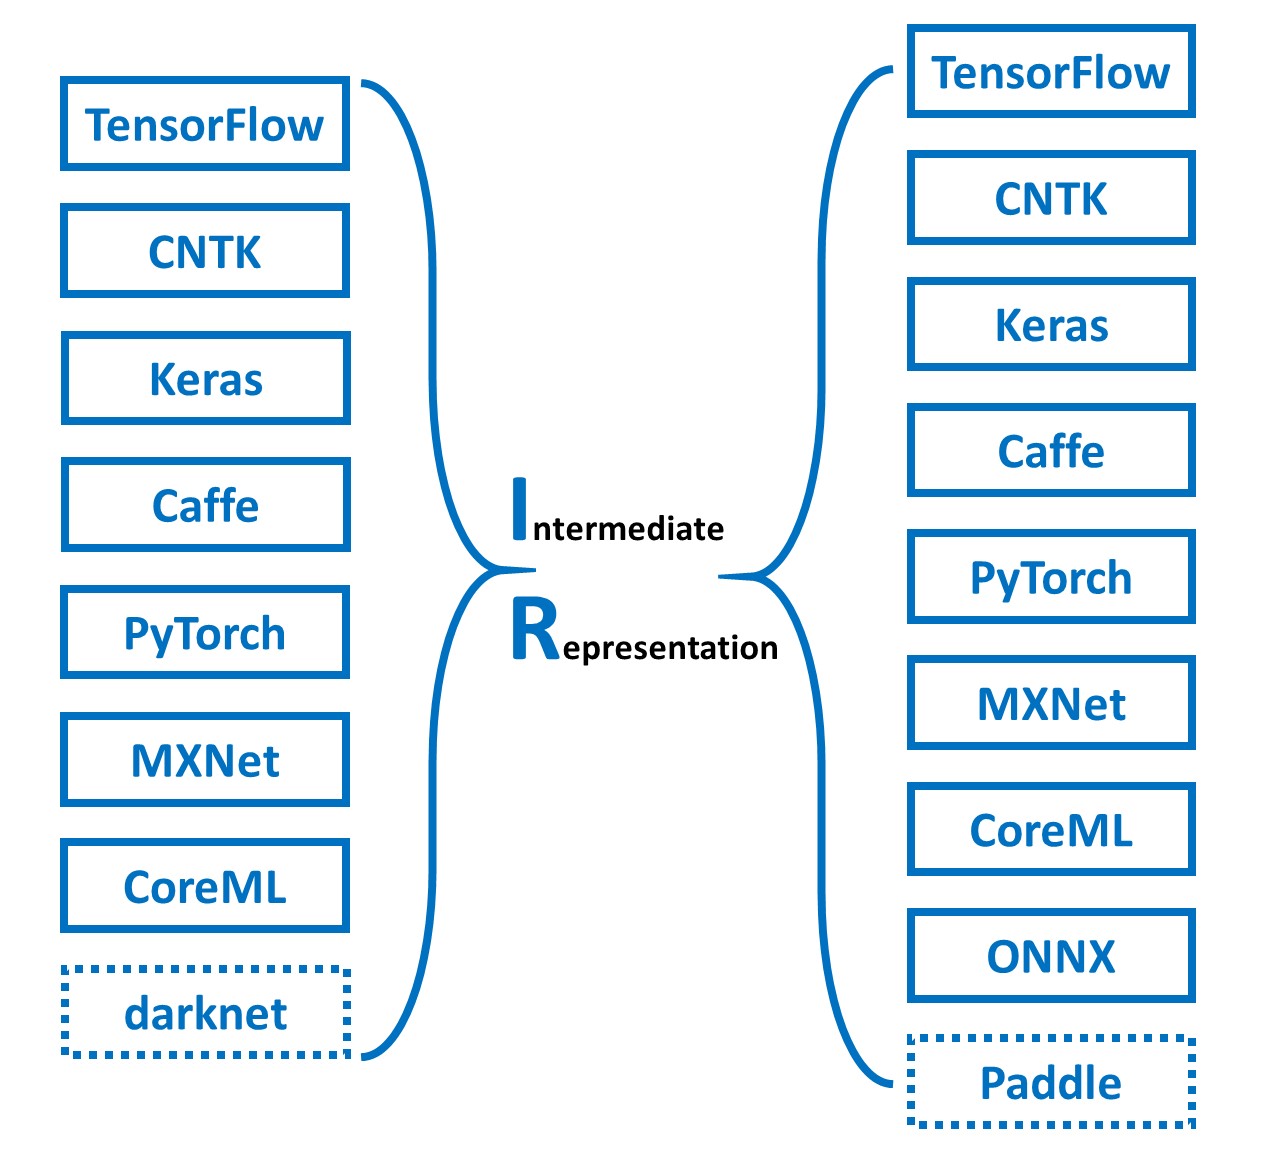 TensorFlow
CNTK
Keras
Caffe
PyTorch
MXNet
CoreML
darknet
Intermediate
Representation
TensorFlow
CNTK
Keras
Caffe
PyTorch
MXNet
CoreML
ONNX
Paddle